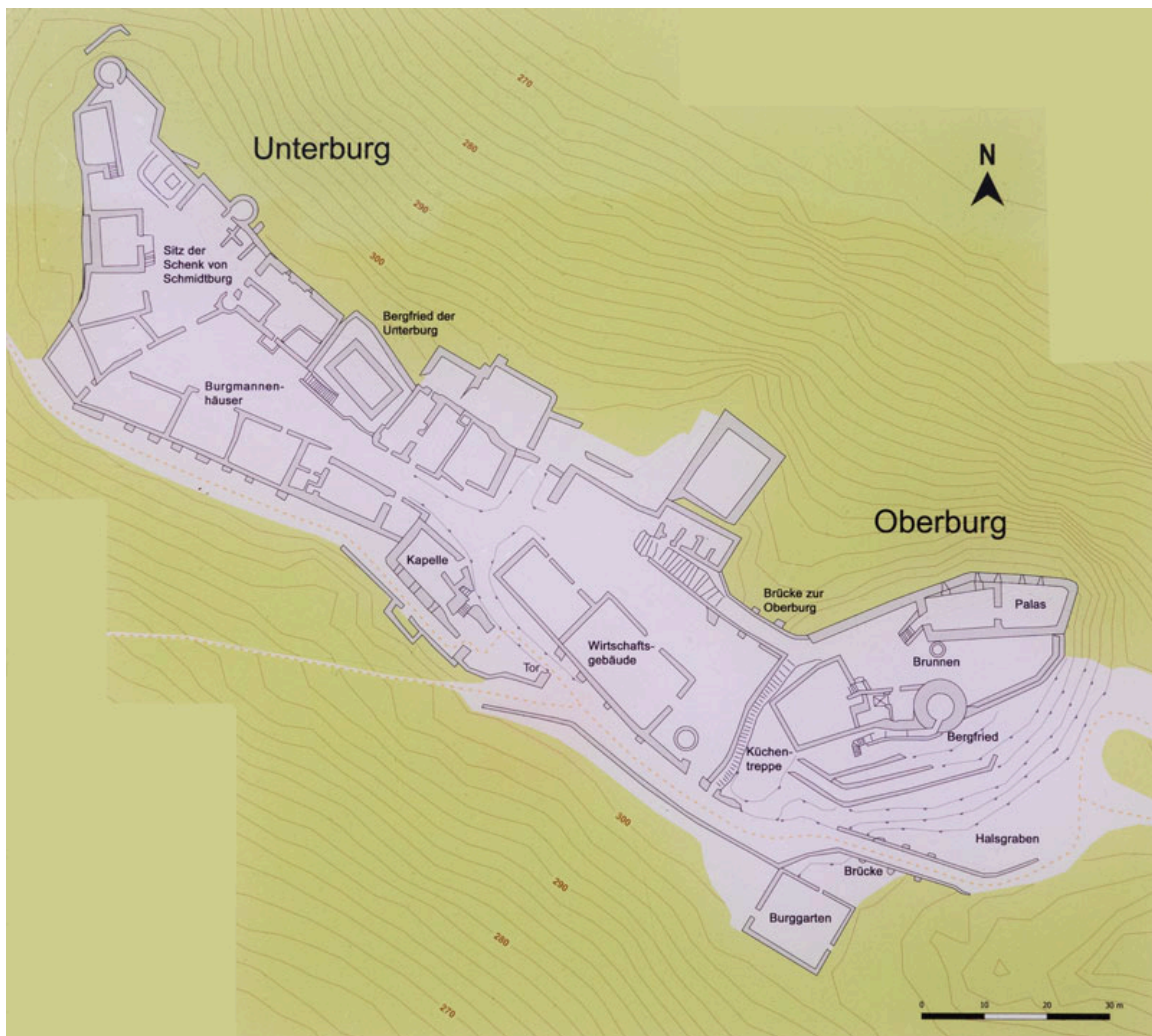 270
Unterburg
280
N
290
300
Sitz der
Schenk von
Schmidtburg
Bergfried der
Unterburg
Burgmannen-
häuser
Oberburg
Kapelle
Brücke zur
Oberburg
Palas
Wirtschafts-
gebäude
Brunnen
Tor
Bergfried
Küchen-
treppe
300
Halsgraben
Brücke
290
Burggarten
280
270
0 10 20 30 m